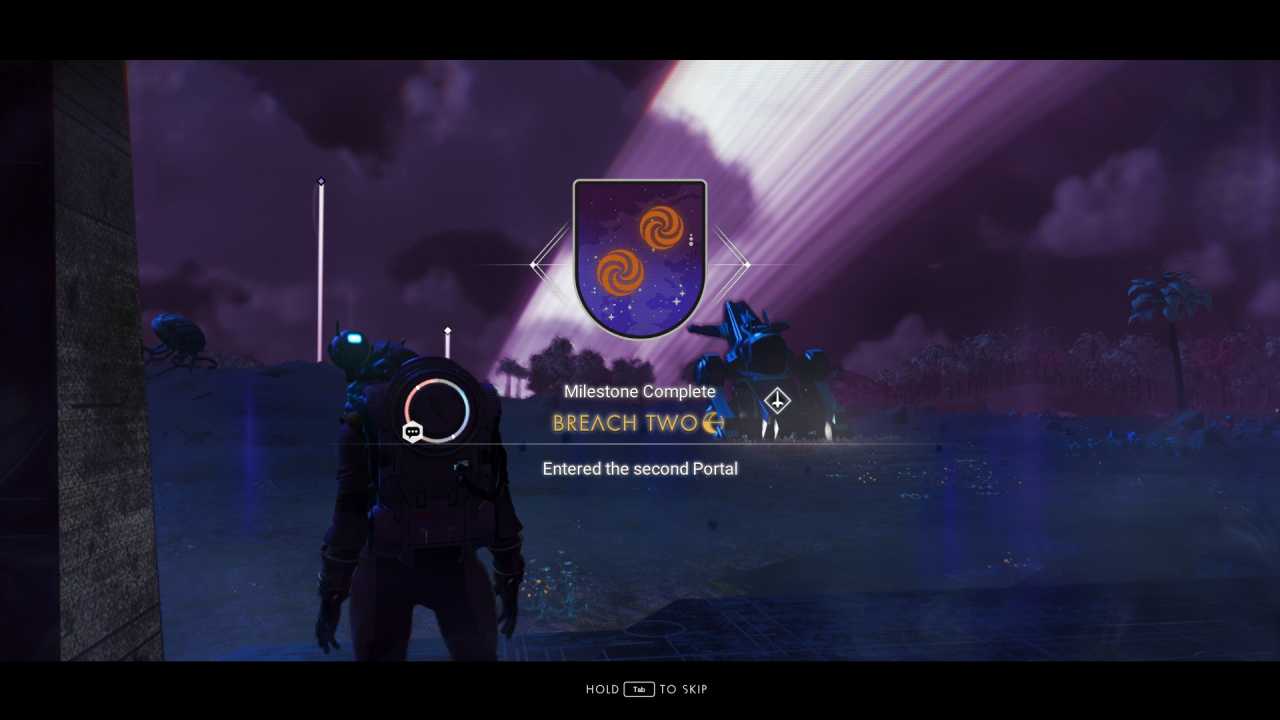 Milestone Complete
BREACH TWO
Entered the second Portal
HOLD Tab TO SKIP